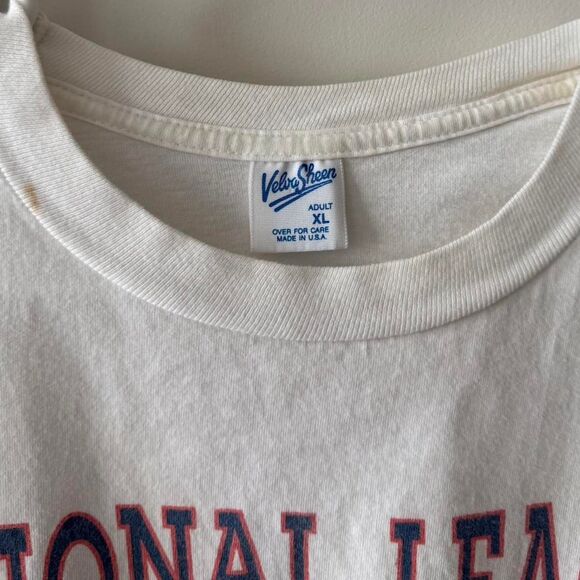 Velva Sheen
ADULT
XL
OVER FOR CARE
MADE IN U.S.A.
IONAL LEA